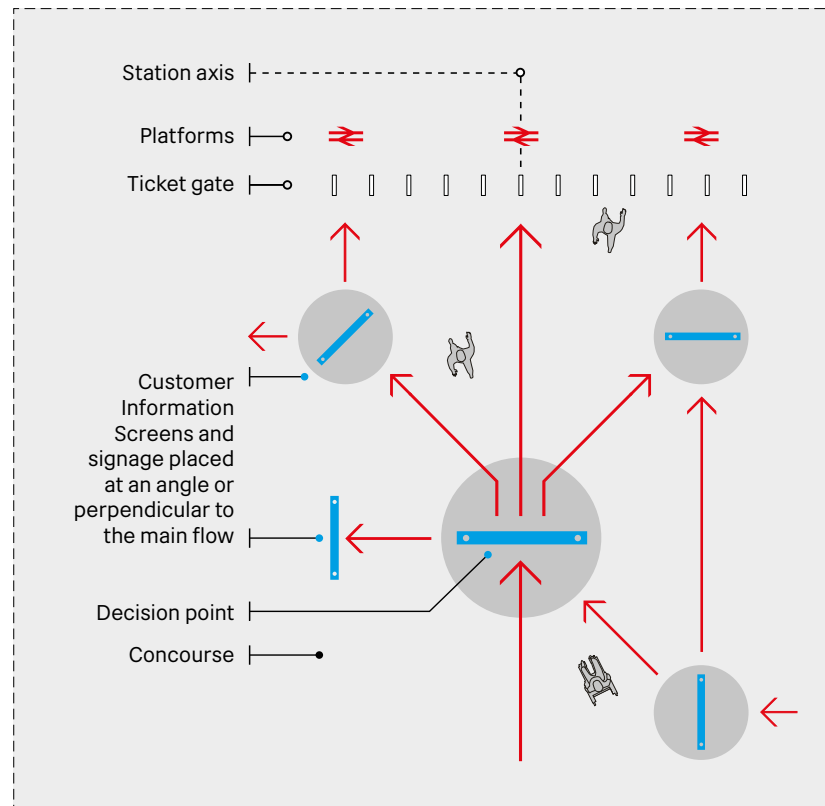 Station axis
Platforms
Ticket gate
Customer
Information
Screens and
signage placed
at an angle or
perpendicular to
the main flow
Decision point
Concourse